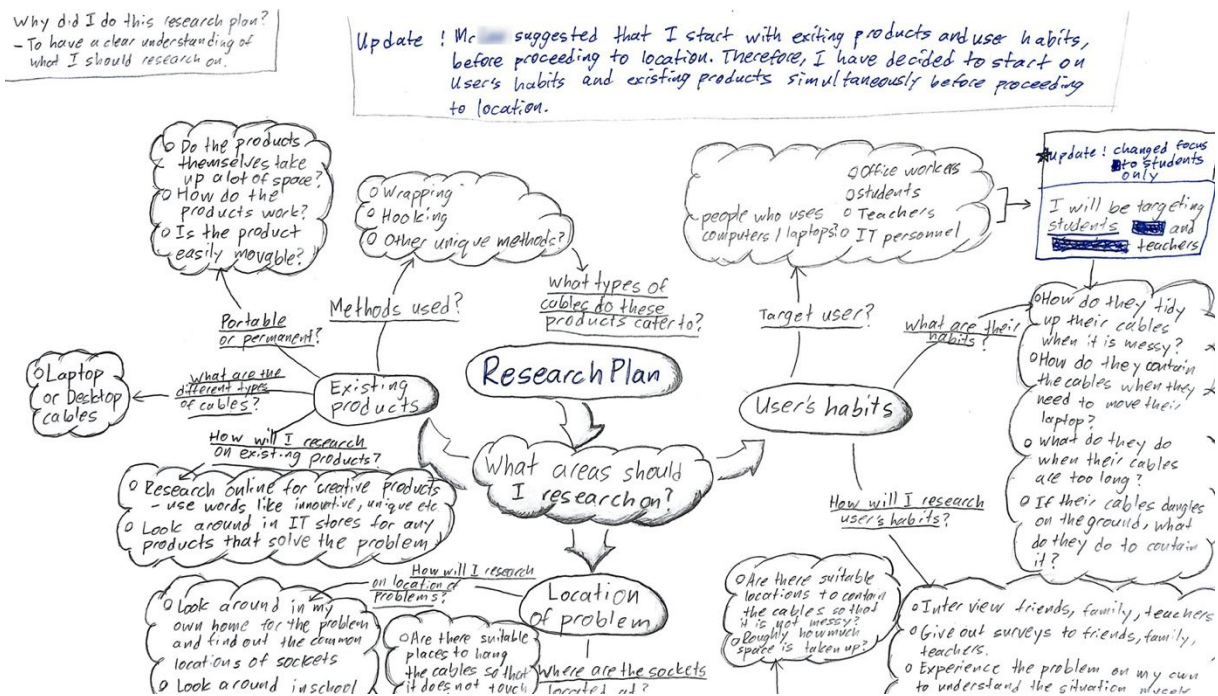 Why did I do this research plan?
- To have a clear understanding of
what I should research on.
Update ! Mc suggested that I start with exiting products and user habits,
before proceeding to location. Therefore, I have decided to start on
User's habits and existing products simultaneously before proceeding
to location.
Do the products
themselves take
up a lot of space?
How do the
products work?
Is the product
easily movable?
Wrapping
Hooking
Other unique methods?
Office workers
students
people who uses
Teachers
computers / laptops?
IT personnel
Update ! changed focus
to students
only
I will be targeting
students and
teachers
What types of
cables do these
products cater to?
Methods used?
Portable
or permanent?
Target user?
What are their
habits?
How do they tidy
up their cables
when it is messy?
How do they contain
the cables when they
need to move their
laptop?
What do they do
when their cables
are too long?
If their cables dangles
on the ground, what
do they do to contain
it?
Laptop
or Desktop
cables
What are the
different types
of cables?
Existing
products
Research Plan
User's habits
How will I research
on existing products?
What areas should
I research on?
Research online for creative products
- use words like innovative, unique etc
Look around in IT stores for any
products that solve the problem
How will I research
user's habits?
How will I research
on location of
problems?
Location
of problem
Look around in my
own home for the problem
and find out the common
locations of sockets
Look around in school
Are there suitable
places to hang
the cables so that
it does not touch
Where are the sockets
located at?
Are there suitable
locations to contain
the cables so that
it is not messy?
Roughly how much
space is taken up?
Interview friends, family, teachers
Give out surveys to friends, family,
teachers.
Experience the problem on my own
to understand the situation myself